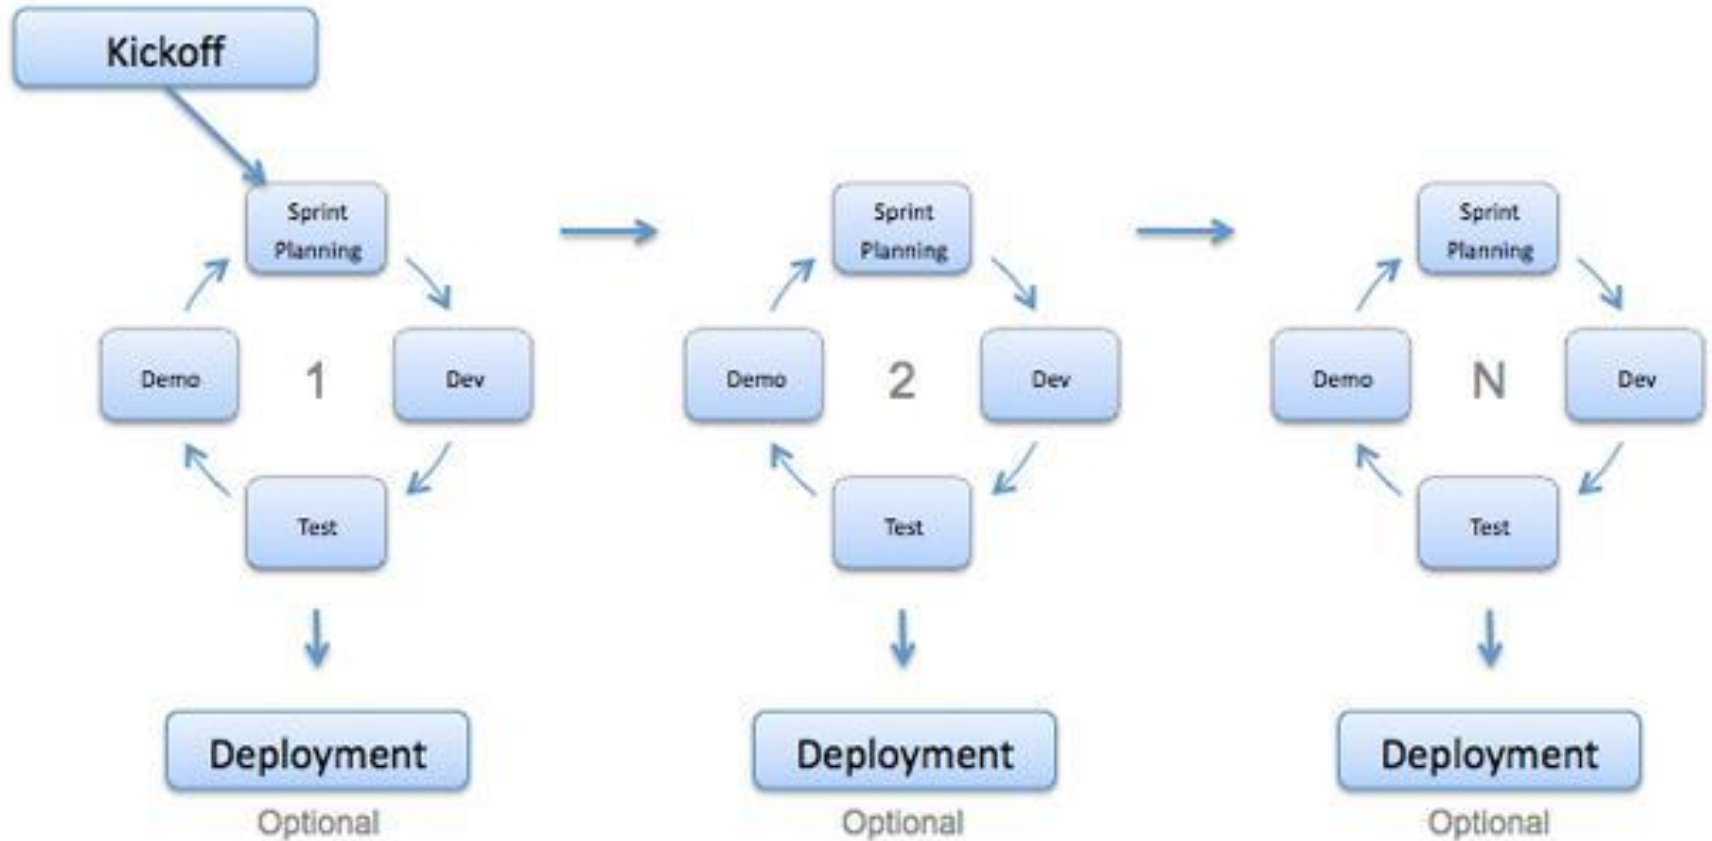 Kickoff
Sprint
Planning
Demo
1
Dev
Test
Deployment
Optional
Sprint
Planning
Demo
2
Dev
Test
Deployment
Optional
Sprint
Planning
Demo
N
Dev
Test
Deployment
Optional